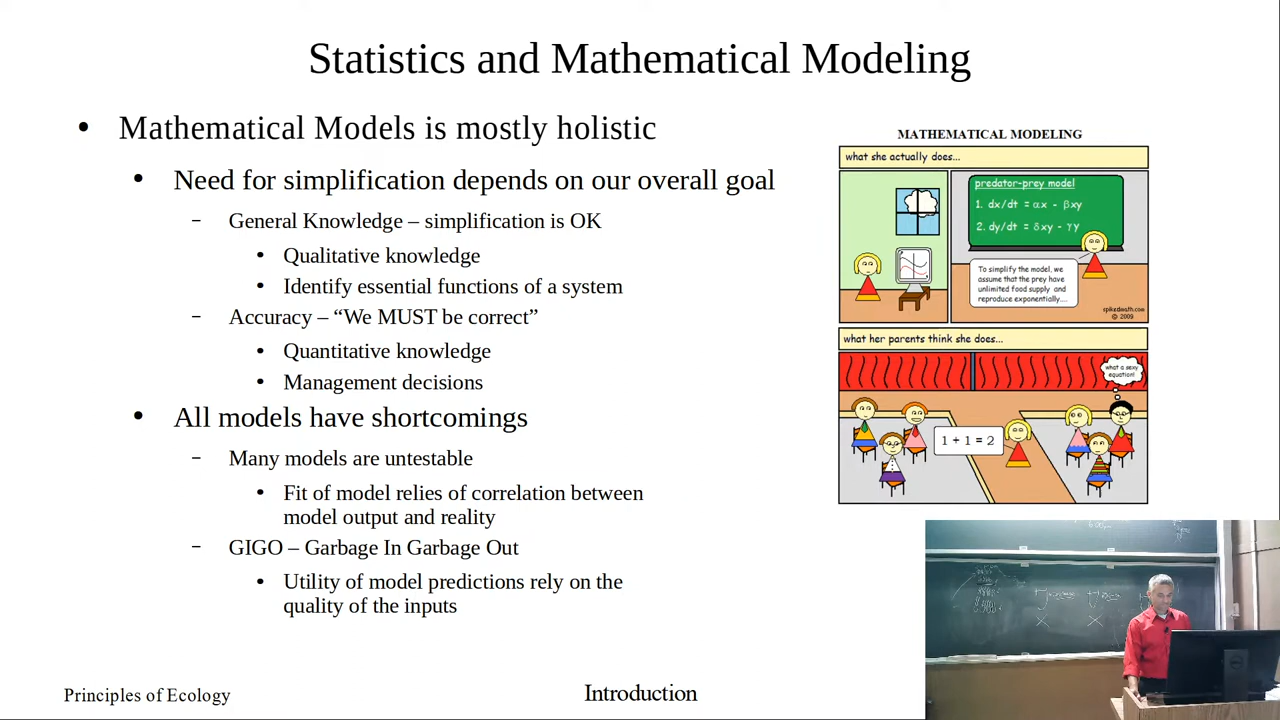 Statistics and Mathematical Modeling
• Mathematical Models is mostly holistic
• Need for simplification depends on our overall goal
– General Knowledge – simplification is OK
• Qualitative knowledge
• Identify essential functions of a system
– Accuracy – “We MUST be correct”
• Quantitative knowledge
• Management decisions
• All models have shortcomings
– Many models are untestable
• Fit of model relies of correlation between
model output and reality
– GIGO – Garbage In Garbage Out
• Utility of model predictions rely on the
quality of the inputs
MATHEMATICAL MODELING
what she actually does...
predator-prey model
1. dx/dt = αx - βxy
2. dy/dt = δxy - γy
To simplify the model, we
assume that the prey have
unlimited food supply and
reproduce exponentially....
spikedmath.com
© 2009
what her parents think she does...
what a sexy
equation!
1 + 1 = 2
Principles of Ecology
Introduction